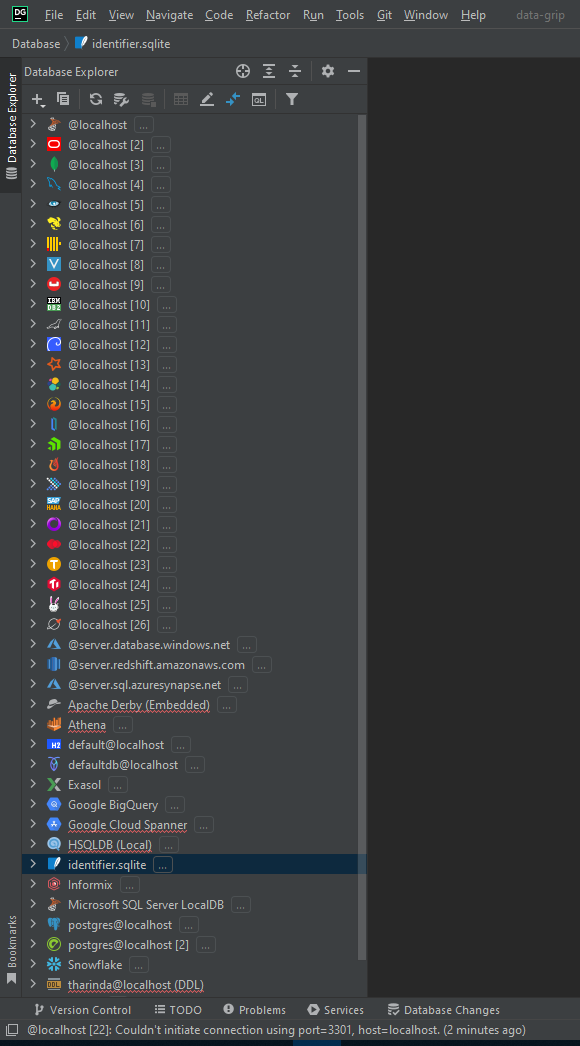 DG File Edit View Navigate Code Refactor Run Tools Git Window Help data-grip
Database identifier.sqlite
Database Explorer
Database Explorer
QL
@localhost ...
@localhost [2] ...
@localhost [3] ...
@localhost [4] ...
@localhost [5] ...
@localhost [6] ...
@localhost [7] ...
V @localhost [8] ...
@localhost [9] ...
IBM DB2 @localhost [10] ...
@localhost [11] ...
@localhost [12] ...
@localhost [13] ...
@localhost [14] ...
@localhost [15] ...
@localhost [16] ...
@localhost [17] ...
@localhost [18] ...
@localhost [19] ...
SAP HANA @localhost [20] ...
@localhost [21] ...
@localhost [22] ...
T @localhost [23] ...
@localhost [24] ...
@localhost [25] ...
@localhost [26] ...
@server.database.windows.net ...
@server.redshift.amazonaws.com ...
@server.sql.azuresynapse.net ...
Apache Derby (Embedded) ...
Athena ...
H2 default@localhost ...
defaultdb@localhost ...
Exasol ...
Google BigQuery ...
Google Cloud Spanner ...
HSQLDB (Local) ...
identifier.sqlite ...
Informix ...
Microsoft SQL Server LocalDB ...
postgres@localhost ...
postgres@localhost [2] ...
Snowflake ...
DDL tharinda@localhost (DDL)
Bookmarks
Version Control TODO Problems Services Database Changes
@localhost [22]: Couldn't initiate connection using port=3301, host=localhost. (2 minutes ago)